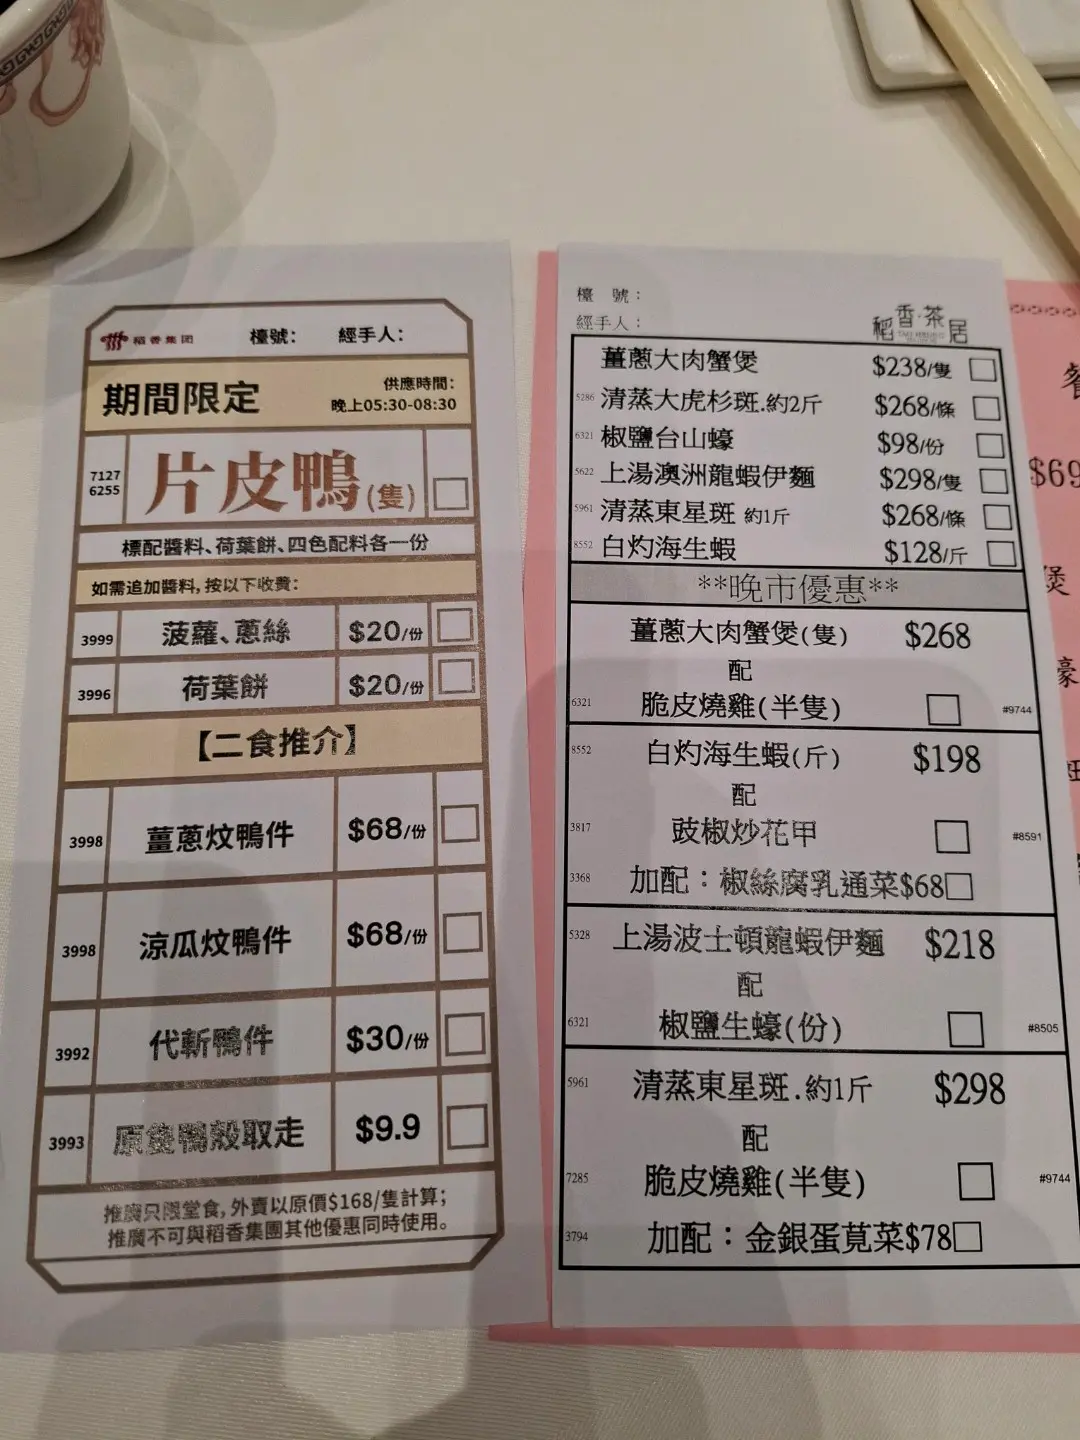 稻香集团 檯號： 經手人：
期間限定
供應時間：
晚上05:30-08:30
7127
6255
片皮鴨(隻)
標配醬料、荷葉餅、四色配料各一份
如需追加醬料，按以下收費：
3999 菠蘿、蔥絲 $20/份
3996 荷葉餅 $20/份
【二食推介】
3998 薑蔥炆鴨件 $68/份
3998 涼瓜炆鴨件 $68/份
3992 代斬鴨件 $30/份
3993 原隻鴨殼取走 $9.9
推廣只限堂食，外賣以原價$168/隻計算；
推廣不可與稻香集團其他優惠同時使用。
檯 號：
經手人：
稻香·茶居
薑蔥大肉蟹煲 $238/隻
5286 清蒸大虎杉斑.約2斤 $268/條
6321 椒鹽台山蠔 $98/份
5622 上湯澳洲龍蝦伊麵 $298/隻
5961 清蒸東星斑 約1斤 $268/條
8552 白灼海生蝦 $128/斤
**晚市優惠**
薑蔥大肉蟹煲(隻) $268
配
6321 脆皮燒雞(半隻) #9744
8552 白灼海生蝦(斤) $198
配
3817 豉椒炒花甲 #8591
3368 加配：椒絲腐乳通菜$68
5328 上湯波士頓龍蝦伊麵 $218
配
6321 椒鹽生蠔(份) #8505
5961 清蒸東星斑.約1斤 $298
配
7285 脆皮燒雞(半隻) #9744
3794 加配：金銀蛋莧菜$78
$69
煲